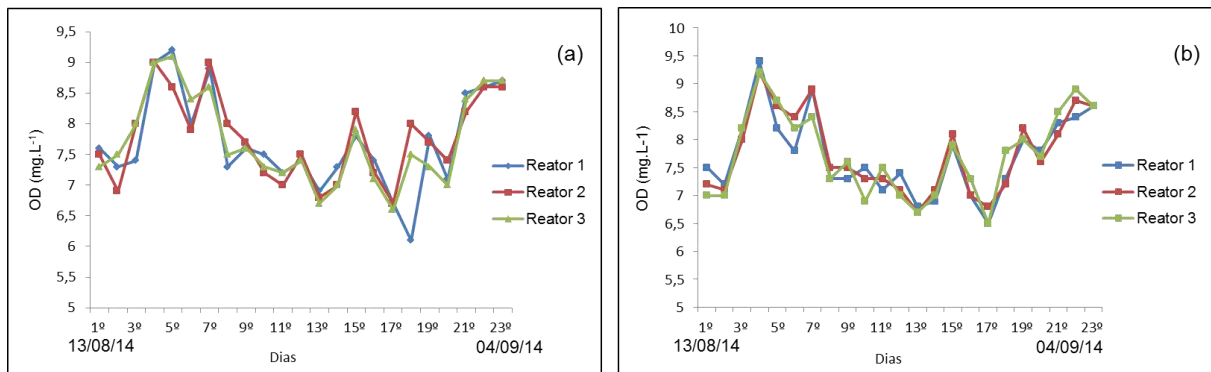 (a)
OD (mg.L-1)
9,5
9
8,5
8
7,5
7
6,5
6
5,5
5
1º 3º 5º 7º 9º 11º 13º 15º 17º 19º 21º 23º
13/08/14 Dias 04/09/14
Reator 1
Reator 2
Reator 3
(b)
OD (mg.L-1)
10
9,5
9
8,5
8
7,5
7
6,5
6
5,5
5
1º 3º 5º 7º 9º 11º 13º 15º 17º 19º 21º 23º
13/08/14 Dias 04/09/14
Reator 1
Reator 2
Reator 3